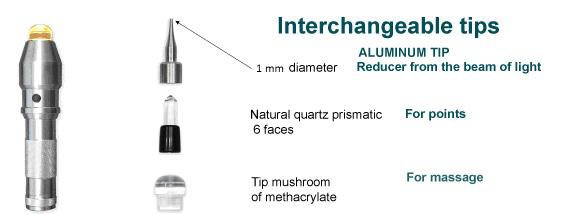 Interchangeable tips
ALUMINUM TIP
1 mm diameter
Reducer from the beam of light
Natural quartz prismatic
6 faces
For points
Tip mushroom
of methacrylate
For massage